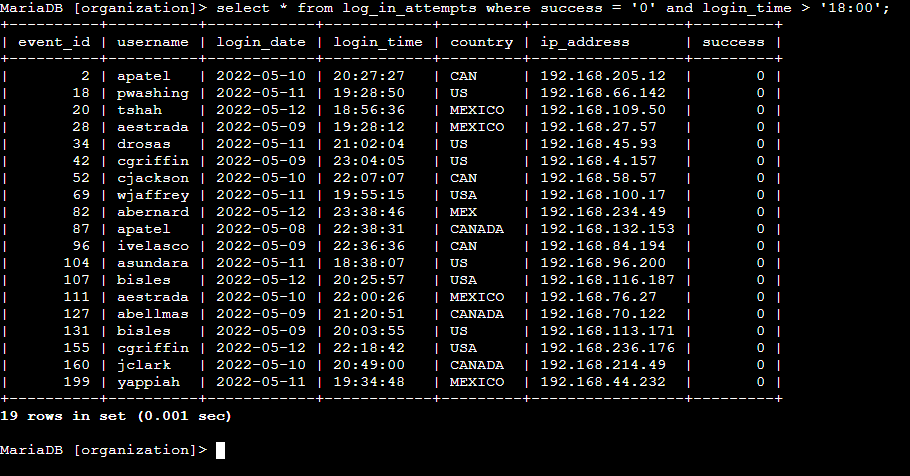 MariaDB [organization]> select * from log_in_attempts where success = '0' and login_time > '18:00';
+----------+----------+------------+------------+---------+-----------------+---------+
| event_id | username | login_date | login_time | country | ip_address      | success |
+----------+----------+------------+------------+---------+-----------------+---------+
|        2 | apatel   | 2022-05-10 | 20:27:27   | CAN     | 192.168.205.12  |       0 |
|       18 | pwashing | 2022-05-11 | 19:28:50   | US      | 192.168.66.142  |       0 |
|       20 | tshah    | 2022-05-12 | 18:56:36   | MEXICO  | 192.168.109.50  |       0 |
|       28 | aestrada | 2022-05-09 | 19:28:12   | MEXICO  | 192.168.27.57   |       0 |
|       34 | drosas   | 2022-05-11 | 21:02:04   | US      | 192.168.45.93   |       0 |
|       42 | cgriffin | 2022-05-09 | 23:04:05   | US      | 192.168.4.157   |       0 |
|       52 | cjackson | 2022-05-10 | 22:07:07   | CAN     | 192.168.58.57   |       0 |
|       69 | wjaffrey | 2022-05-11 | 19:55:15   | USA     | 192.168.100.17  |       0 |
|       82 | abernard | 2022-05-12 | 23:38:46   | MEX     | 192.168.234.49  |       0 |
|       87 | apatel   | 2022-05-08 | 22:38:31   | CANADA  | 192.168.132.153 |       0 |
|       96 | ivelasco | 2022-05-09 | 22:36:36   | CAN     | 192.168.84.194  |       0 |
|      104 | asundara | 2022-05-11 | 18:38:07   | US      | 192.168.96.200  |       0 |
|      107 | bisles   | 2022-05-12 | 20:25:57   | USA     | 192.168.116.187 |       0 |
|      111 | aestrada | 2022-05-10 | 22:00:26   | MEXICO  | 192.168.76.27   |       0 |
|      127 | abellmas | 2022-05-09 | 21:20:51   | CANADA  | 192.168.70.122  |       0 |
|      131 | bisles   | 2022-05-09 | 20:03:55   | US      | 192.168.113.171 |       0 |
|      155 | cgriffin | 2022-05-12 | 22:18:42   | USA     | 192.168.236.176 |       0 |
|      160 | jclark   | 2022-05-10 | 20:49:00   | CANADA  | 192.168.214.49  |       0 |
|      199 | yappiah  | 2022-05-11 | 19:34:48   | MEXICO  | 192.168.44.232  |       0 |
+----------+----------+------------+------------+---------+-----------------+---------+
19 rows in set (0.001 sec)
MariaDB [organization]>